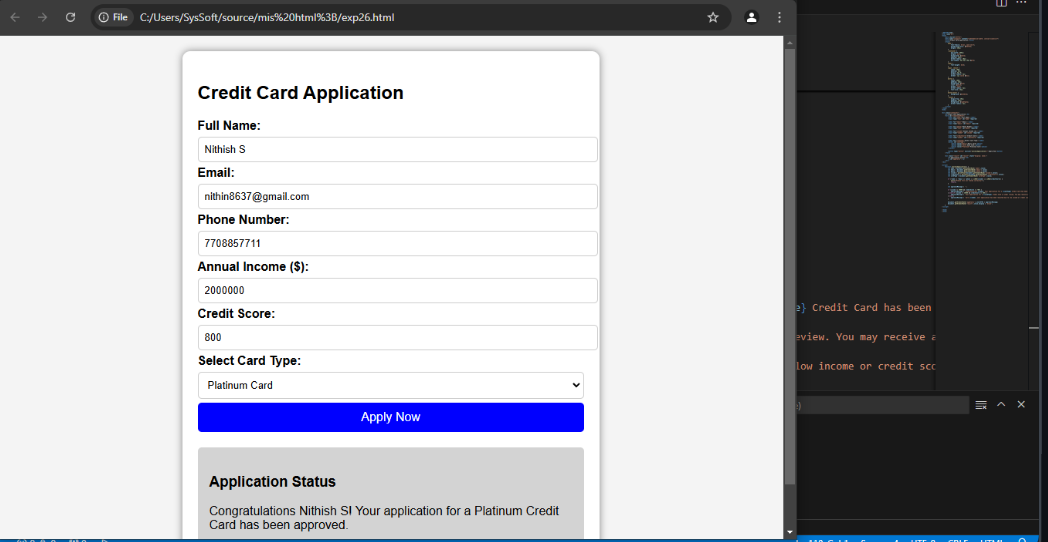 File C:/Users/SysSoft/source/mis%20html%3B/exp26.html
Credit Card Application
Full Name:
Nithish S
Email:
nithin8637@gmail.com
Phone Number:
7708857711
Annual Income ($):
2000000
Credit Score:
800
Select Card Type:
Platinum Card
Apply Now
Application Status
Congratulations Nithish S! Your application for a Platinum Credit
Card has been approved.
} Credit Card has been
eview. You may receive a
low income or credit sco